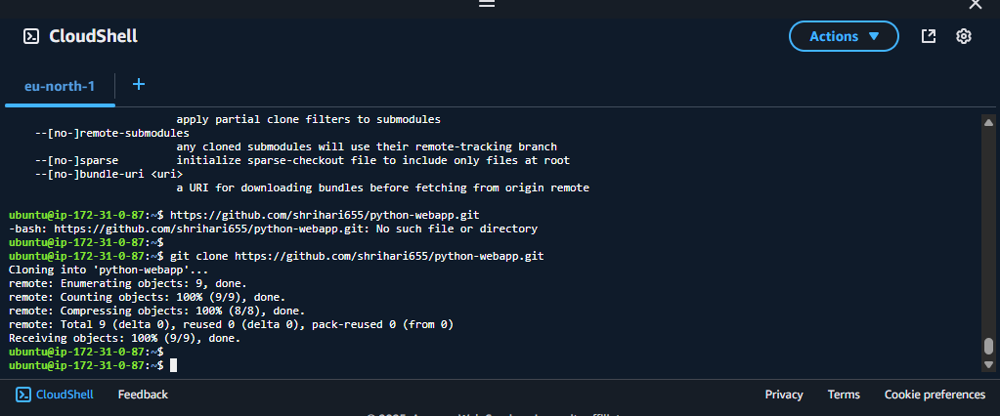 CloudShell
Actions
eu-north-1
apply partial clone filters to submodules
--[no-]remote-submodules
any cloned submodules will use their remote-tracking branch
--[no-]sparse initialize sparse-checkout file to include only files at root
--[no-]bundle-uri <uri>
a URI for downloading bundles before fetching from origin remote
ubuntu@ip-172-31-0-87:~$ https://github.com/shrihari655/python-webapp.git
-bash: https://github.com/shrihari655/python-webapp.git: No such file or directory
ubuntu@ip-172-31-0-87:~$
ubuntu@ip-172-31-0-87:~$ git clone https://github.com/shrihari655/python-webapp.git
Cloning into 'python-webapp'...
remote: Enumerating objects: 9, done.
remote: Counting objects: 100% (9/9), done.
remote: Compressing objects: 100% (8/8), done.
remote: Total 9 (delta 0), reused 0 (delta 0), pack-reused 0 (from 0)
Receiving objects: 100% (9/9), done.
ubuntu@ip-172-31-0-87:~$
ubuntu@ip-172-31-0-87:~$
CloudShell Feedback Privacy Terms Cookie preferences